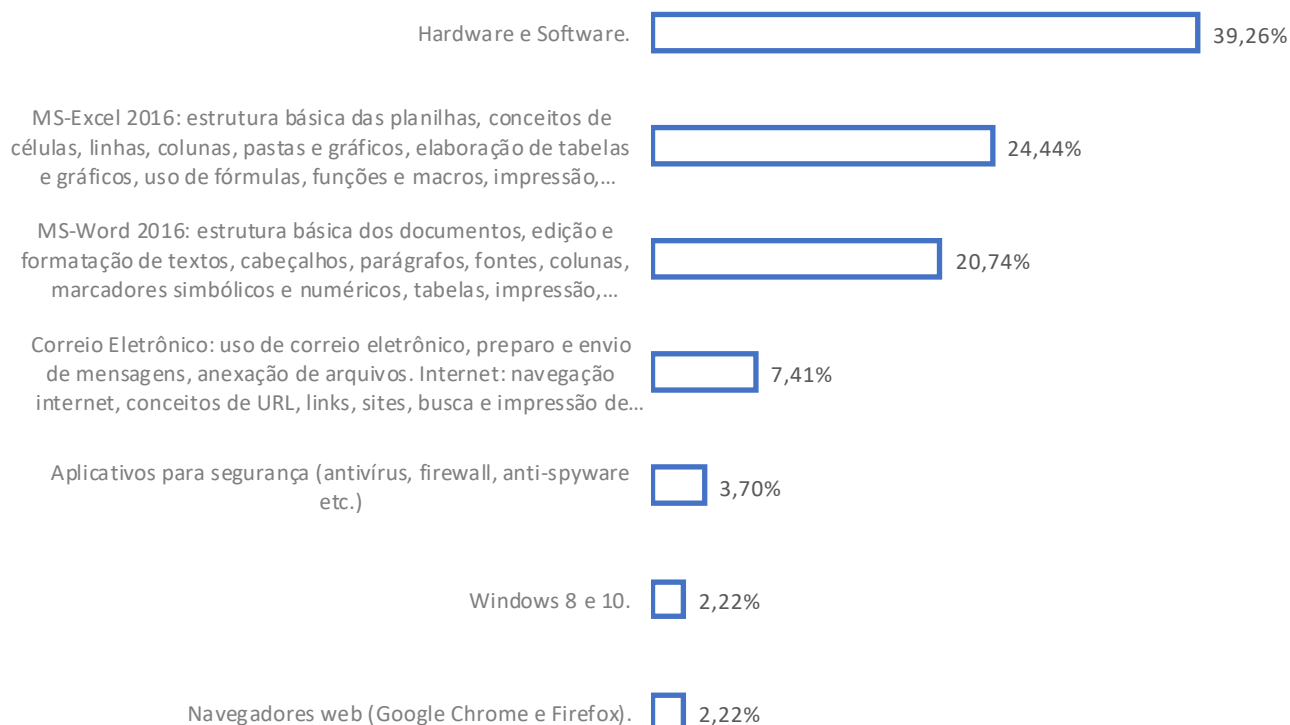 Hardware e Software.
39,26%
MS-Excel 2016: estrutura básica das planilhas, conceitos de
células, linhas, colunas, pastas e gráficos, elaboração de tabelas
e gráficos, uso de fórmulas, funções e macros, impressão,...
24,44%
MS-Word 2016: estrutura básica dos documentos, edição e
formatação de textos, cabeçalhos, parágrafos, fontes, colunas,
marcadores simbólicos e numéricos, tabelas, impressão,...
20,74%
Correio Eletrônico: uso de correio eletrônico, preparo e envio
de mensagens, anexação de arquivos. Internet: navegação
internet, conceitos de URL, links, sites, busca e impressão de...
7,41%
Aplicativos para segurança (antivírus, firewall, anti-spyware
etc.)
3,70%
Windows 8 e 10.
2,22%
Navegadores web (Google Chrome e Firefox).
2,22%